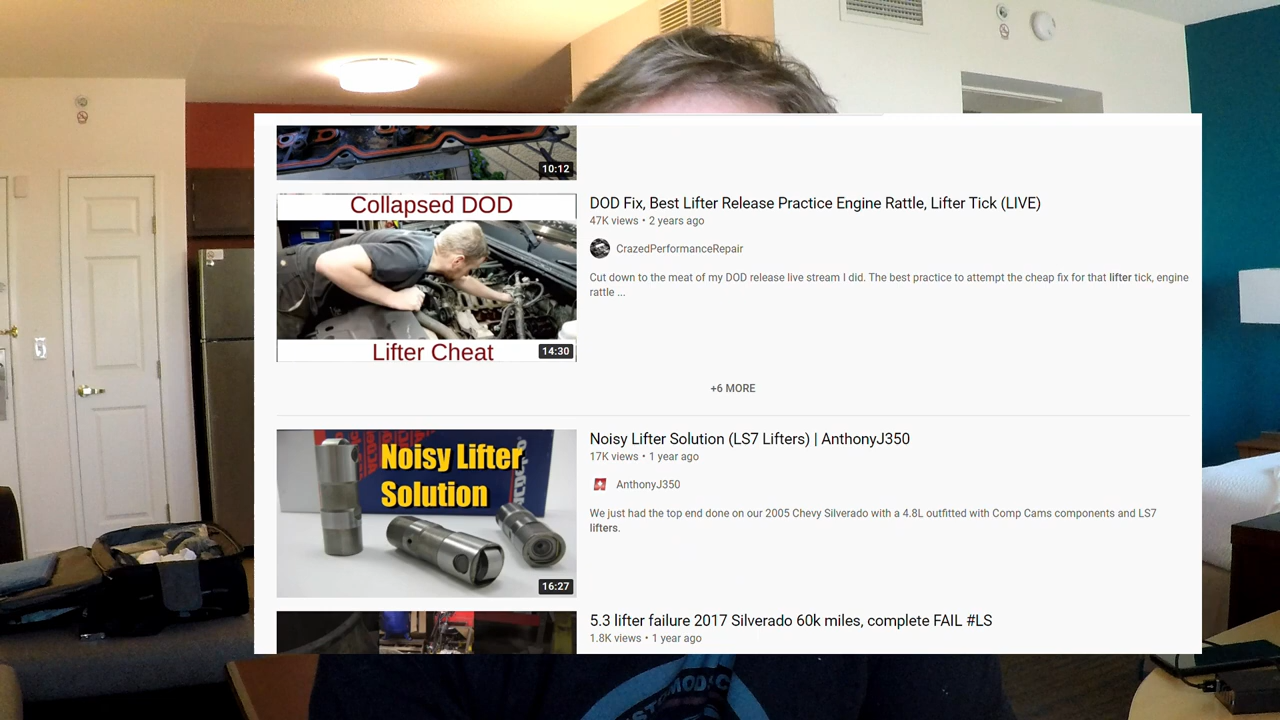 10:12
Collapsed DOD
Lifter Cheat
14:30
DOD Fix, Best Lifter Release Practice Engine Rattle, Lifter Tick (LIVE)
47K views • 2 years ago
CrazedPerformanceRepair
Cut down to the meat of my DOD release live stream I did. The best practice to attempt the cheap fix for that lifter tick, engine
rattle ...
+6 MORE
Noisy Lifter
Solution
16:27
Noisy Lifter Solution (LS7 Lifters) | AnthonyJ350
17K views • 1 year ago
AnthonyJ350
We just had the top end done on our 2005 Chevy Silverado with a 4.8L outfitted with Comp Cams components and LS7
lifters.
5.3 lifter failure 2017 Silverado 60k miles, complete FAIL #LS
1.8K views • 1 year ago